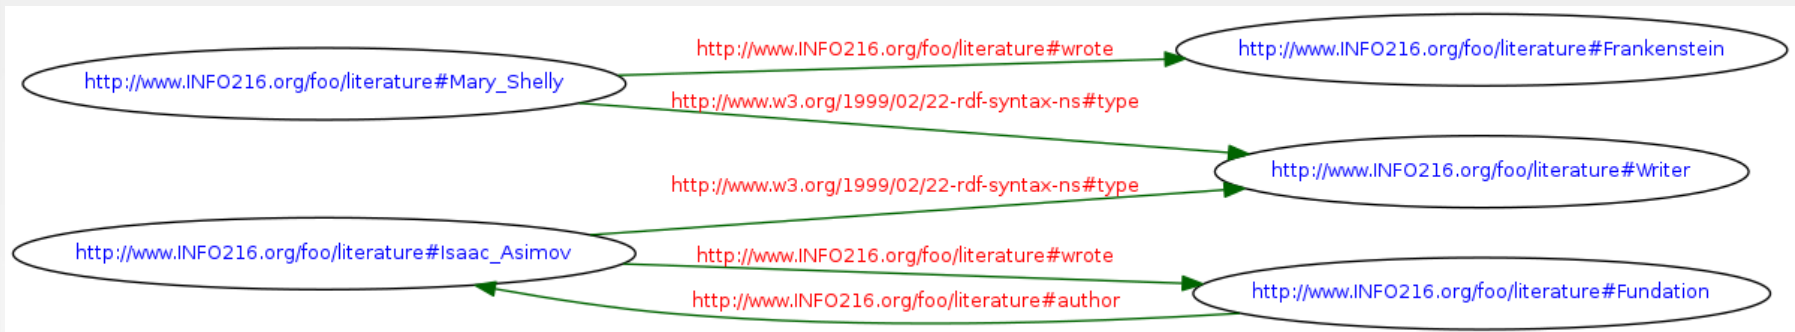 http://www.INFO216.org/foo/literature#wrote
http://www.INFO216.org/foo/literature#Frankenstein
http://www.INFO216.org/foo/literature#Mary_Shelly
http://www.w3.org/1999/02/22-rdf-syntax-ns#type
http://www.INFO216.org/foo/literature#Writer
http://www.w3.org/1999/02/22-rdf-syntax-ns#type
http://www.INFO216.org/foo/literature#Isaac_Asimov
http://www.INFO216.org/foo/literature#wrote
http://www.INFO216.org/foo/literature#Fundation
http://www.INFO216.org/foo/literature#author